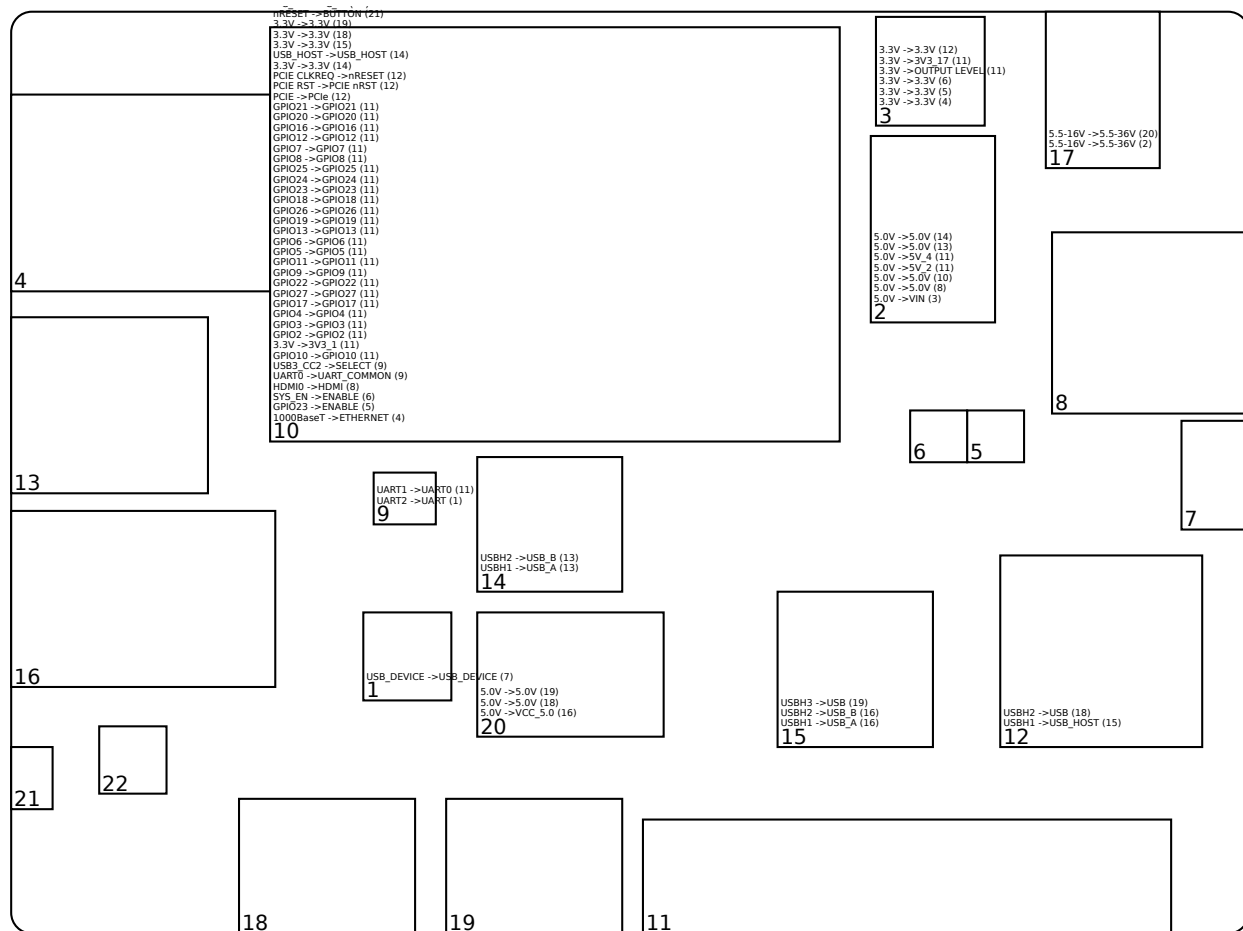 nRESET ->BUTTON (21)
3.3V ->3.3V (19)
3.3V ->3.3V (18)
3.3V ->3.3V (15)
USB_HOST ->USB_HOST (14)
3.3V ->3.3V (14)
PCIE CLKREQ ->nRESET (12)
PCIE RST ->PCIE nRST (12)
PCIE ->PCIe (12)
GPIO21 ->GPIO21 (11)
GPIO20 ->GPIO20 (11)
GPIO16 ->GPIO16 (11)
GPIO12 ->GPIO12 (11)
GPIO7 ->GPIO7 (11)
GPIO8 ->GPIO8 (11)
GPIO25 ->GPIO25 (11)
GPIO24 ->GPIO24 (11)
GPIO23 ->GPIO23 (11)
GPIO18 ->GPIO18 (11)
GPIO26 ->GPIO26 (11)
GPIO19 ->GPIO19 (11)
GPIO13 ->GPIO13 (11)
GPIO6 ->GPIO6 (11)
GPIO5 ->GPIO5 (11)
GPIO11 ->GPIO11 (11)
GPIO9 ->GPIO9 (11)
GPIO22 ->GPIO22 (11)
GPIO27 ->GPIO27 (11)
GPIO17 ->GPIO17 (11)
GPIO4 ->GPIO4 (11)
GPIO3 ->GPIO3 (11)
GPIO2 ->GPIO2 (11)
3.3V ->3V3_1 (11)
GPIO10 ->GPIO10 (11)
USB3_CC2 ->SELECT (9)
UART0 ->UART_COMMON (9)
HDMI0 ->HDMI (8)
SYS_EN ->ENABLE (6)
GPIO23 ->ENABLE (5)
1000BaseT ->ETHERNET (4)
10
3.3V ->3.3V (12)
3.3V ->3V3_17 (11)
3.3V ->OUTPUT LEVEL (11)
3.3V ->3.3V (6)
3.3V ->3.3V (5)
3.3V ->3.3V (4)
3
5.5-16V ->5.5-36V (20)
5.5-16V ->5.5-36V (2)
17
5.0V ->5.0V (14)
5.0V ->5.0V (13)
5.0V ->5V_4 (11)
5.0V ->5V_2 (11)
5.0V ->5.0V (10)
5.0V ->5.0V (8)
5.0V ->VIN (3)
2
4
8
6
5
13
7
UART1 ->UART0 (11)
UART2 ->UART (1)
9
USBH2 ->USB_B (13)
USBH1 ->USB_A (13)
14
16
USB_DEVICE ->USB_DEVICE (7)
1
5.0V ->5.0V (19)
5.0V ->5.0V (18)
5.0V ->VCC_5.0 (16)
20
USBH3 ->USB (19)
USBH2 ->USB_B (16)
USBH1 ->USB_A (16)
15
USBH2 ->USB (18)
USBH1 ->USB_HOST (15)
12
22
21
18
19
11